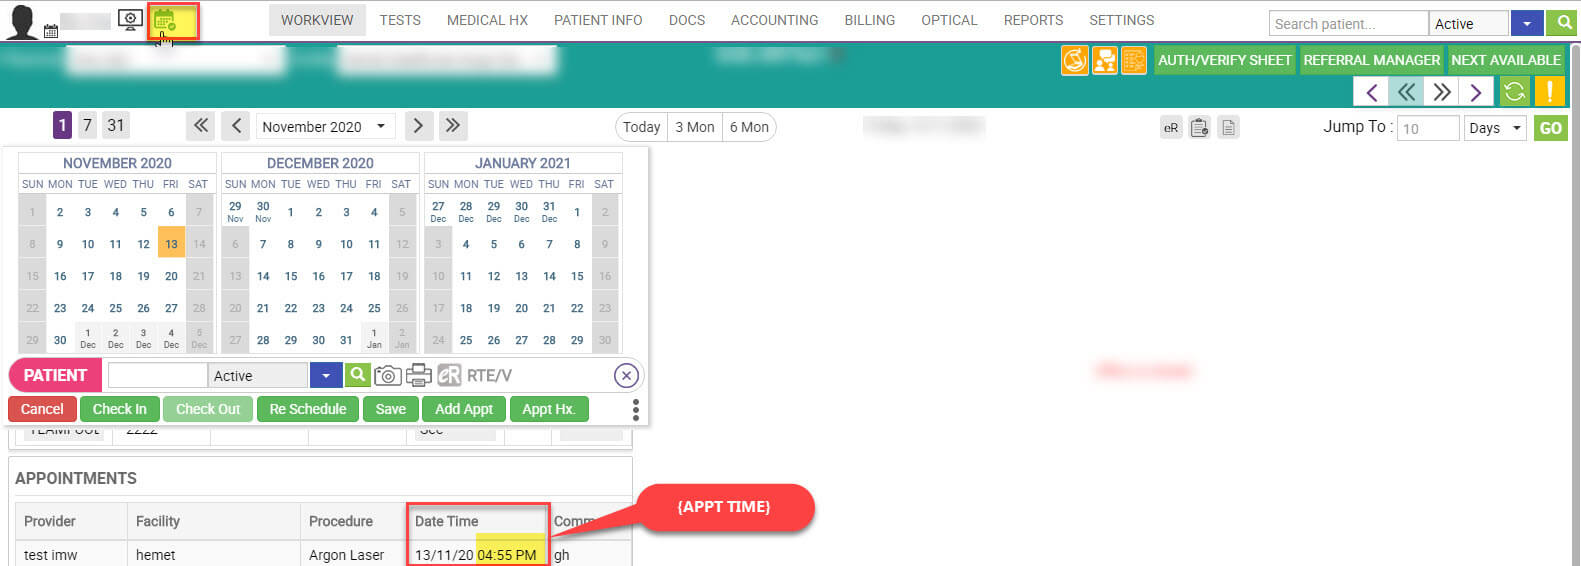 WORKVIEW TESTS MEDICAL HX PATIENT INFO DOCS ACCOUNTING BILLING OPTICAL REPORTS SETTINGS Search patient... Active
AUTH/VERIFY SHEET REFERRAL MANAGER NEXT AVAILABLE
1 7 31 November 2020 Today 3 Mon 6 Mon eR Jump To : 10 Days GO
NOVEMBER 2020 DECEMBER 2020 JANUARY 2021
SUN MON TUE WED THU FRI SAT SUN MON TUE WED THU FRI SAT SUN MON TUE WED THU FRI SAT
1 2 3 4 5 6 7 29 Nov 30 Nov 1 2 3 4 5 27 Dec 28 Dec 29 Dec 30 Dec 31 Dec 1 2
8 9 10 11 12 13 14 6 7 8 9 10 11 12 3 4 5 6 7 8 9
15 16 17 18 19 20 21 13 14 15 16 17 18 19 10 11 12 13 14 15 16
22 23 24 25 26 27 28 20 21 22 23 24 25 26 17 18 19 20 21 22 23
29 30 1 Dec 2 Dec 3 Dec 4 Dec 5 Dec 27 28 29 30 31 1 Jan 2 Jan 24 25 26 27 28 29 30
PATIENT Active eR RTE/V
Cancel Check In Check Out Re Schedule Save Add Appt Appt Hx.
2222 Sec
APPOINTMENTS
{APPT TIME}
Provider Facility Procedure Date Time Comm
test imw hemet Argon Laser 13/11/20 04:55 PM gh